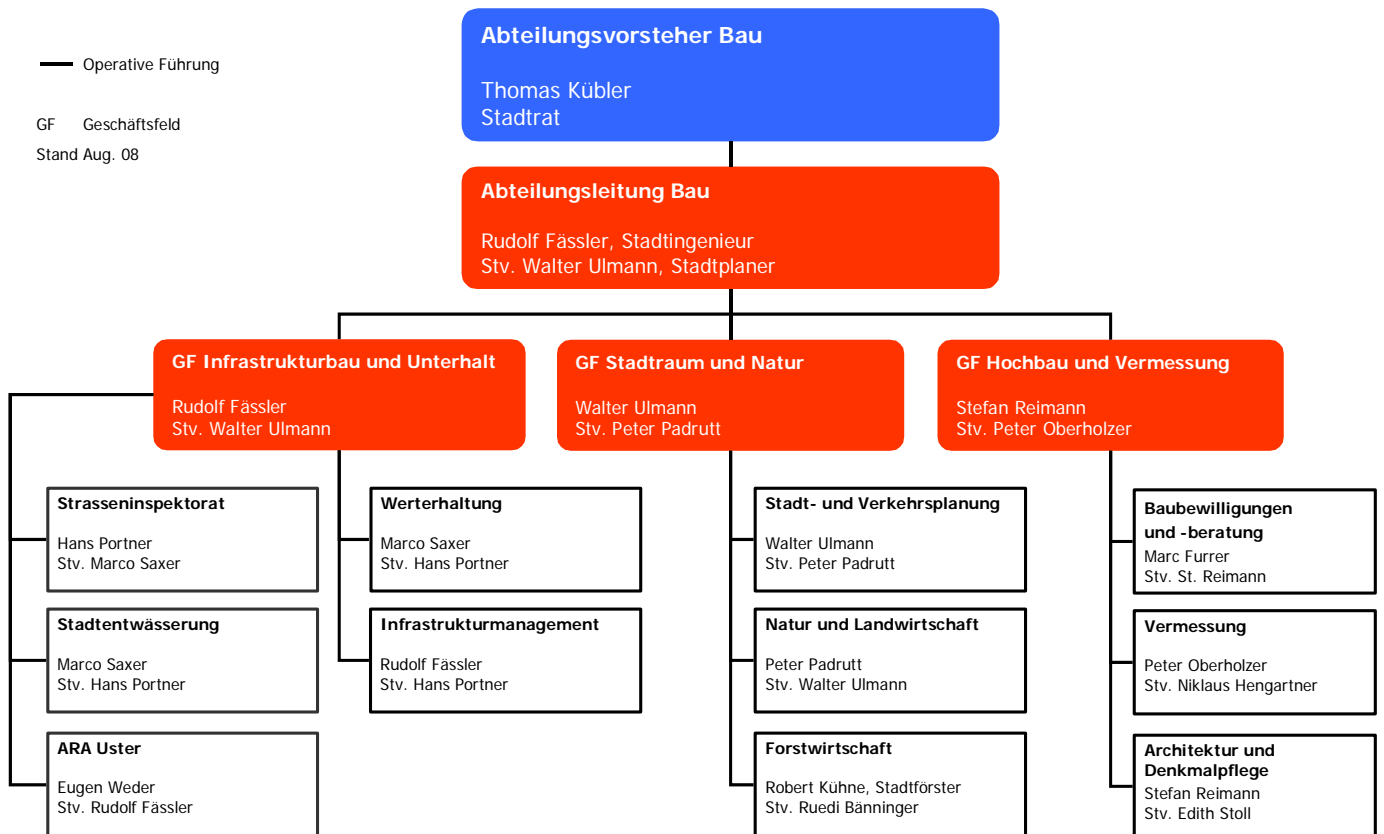 Operative Führung
GF Geschäftsfeld
Stand Aug. 08
Abteilungsvorsteher Bau
Thomas Kübler
Stadtrat
Abteilungsleitung Bau
Rudolf Fässler, Stadtingenieur
Stv. Walter Ulmann, Stadtplaner
GF Infrastrukturbau und Unterhalt
Rudolf Fässler
Stv. Walter Ulmann
GF Stadtraum und Natur
Walter Ulmann
Stv. Peter Padrutt
GF Hochbau und Vermessung
Stefan Reimann
Stv. Peter Oberholzer
Strasseninspektorat
Hans Portner
Stv. Marco Saxer
Stadtentwässerung
Marco Saxer
Stv. Hans Portner
ARA Uster
Eugen Weder
Stv. Rudolf Fässler
Werterhaltung
Marco Saxer
Stv. Hans Portner
Infrastrukturmanagement
Rudolf Fässler
Stv. Hans Portner
Stadt- und Verkehrsplanung
Walter Ulmann
Stv. Peter Padrutt
Natur und Landwirtschaft
Peter Padrutt
Stv. Walter Ulmann
Forstwirtschaft
Robert Kühne, Stadtförster
Stv. Ruedi Bänninger
Baubewilligungen
und -beratung
Marc Furrer
Stv. St. Reimann
Vermessung
Peter Oberholzer
Stv. Niklaus Hengartner
Architektur und
Denkmalpflege
Stefan Reimann
Stv. Edith Stoll